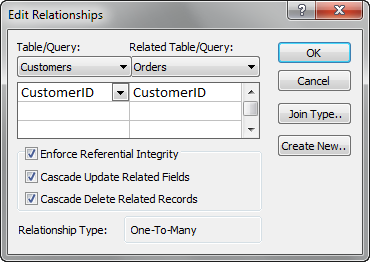 Edit Relationships
Table/Query: Related Table/Query:
Customers Orders
CustomerID CustomerID
OK
Cancel
Join Type..
Create New..
Enforce Referential Integrity
Cascade Update Related Fields
Cascade Delete Related Records
Relationship Type: One-To-Many